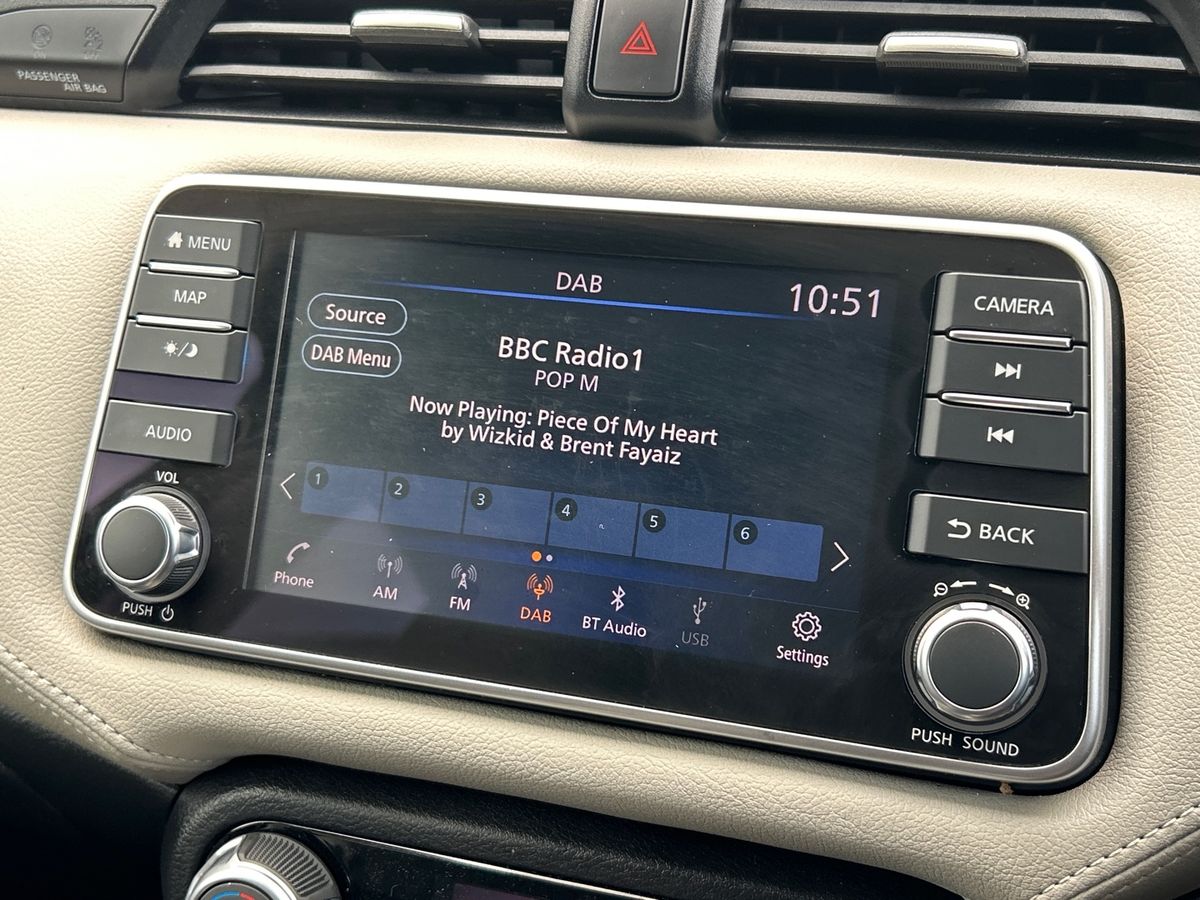 PASSENGER
AIR BAG
MENU
MAP
AUDIO
VOL
PUSH
DAB
10:51
Source
DAB Menu
BBC Radio1
POP M
Now Playing: Piece Of My Heart
by Wizkid & Brent Fayaiz
1 2 3 4 5 6
Phone AM FM DAB BT Audio USB Settings
CAMERA
BACK
PUSH SOUND